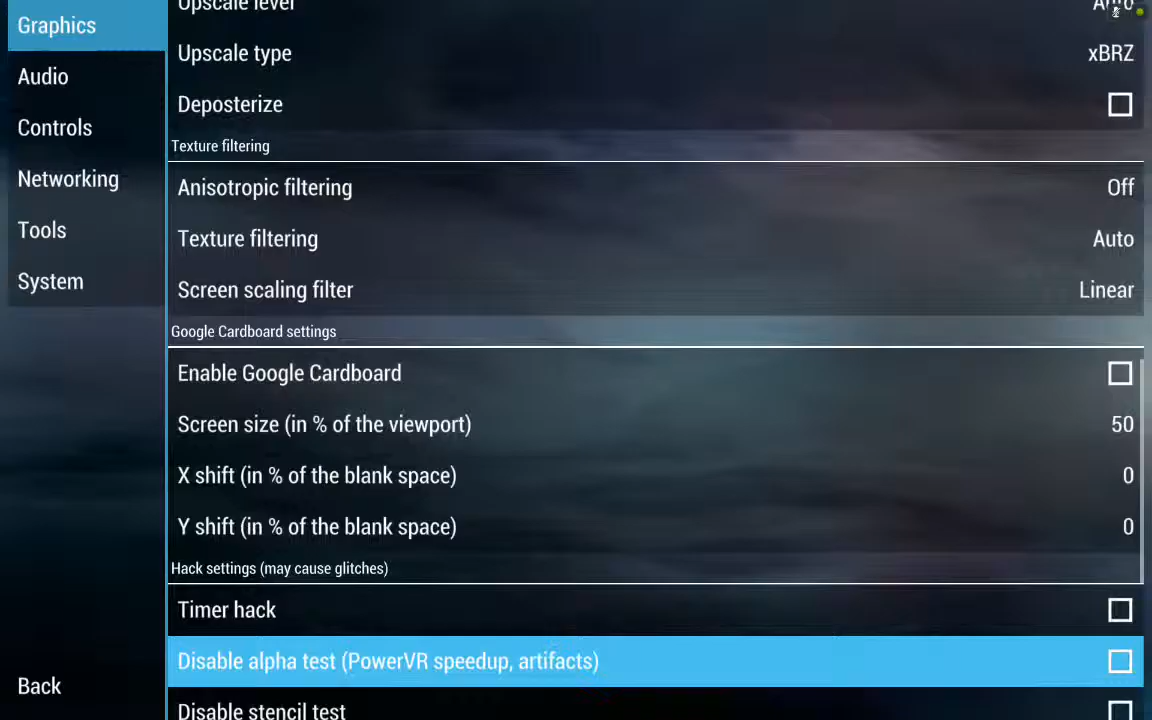 Graphics
Audio
Controls
Networking
Tools
System
Back
Upscale level
Auto
Upscale type
xBRZ
Deposterize
Texture filtering
Anisotropic filtering
Off
Texture filtering
Auto
Screen scaling filter
Linear
Google Cardboard settings
Enable Google Cardboard
Screen size (in % of the viewport)
50
X shift (in % of the blank space)
0
Y shift (in % of the blank space)
0
Hack settings (may cause glitches)
Timer hack
Disable alpha test (PowerVR speedup, artifacts)
Disable stencil test